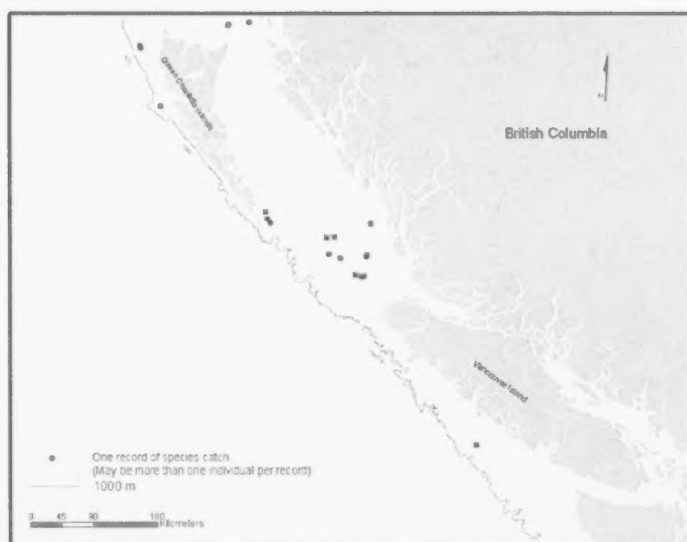 Queen Charlotte Islands
N
British Columbia
Vancouver Island
One record of species catch.
(May be more than one individual per record)
1000 m
0 45 90 180
Kilometers